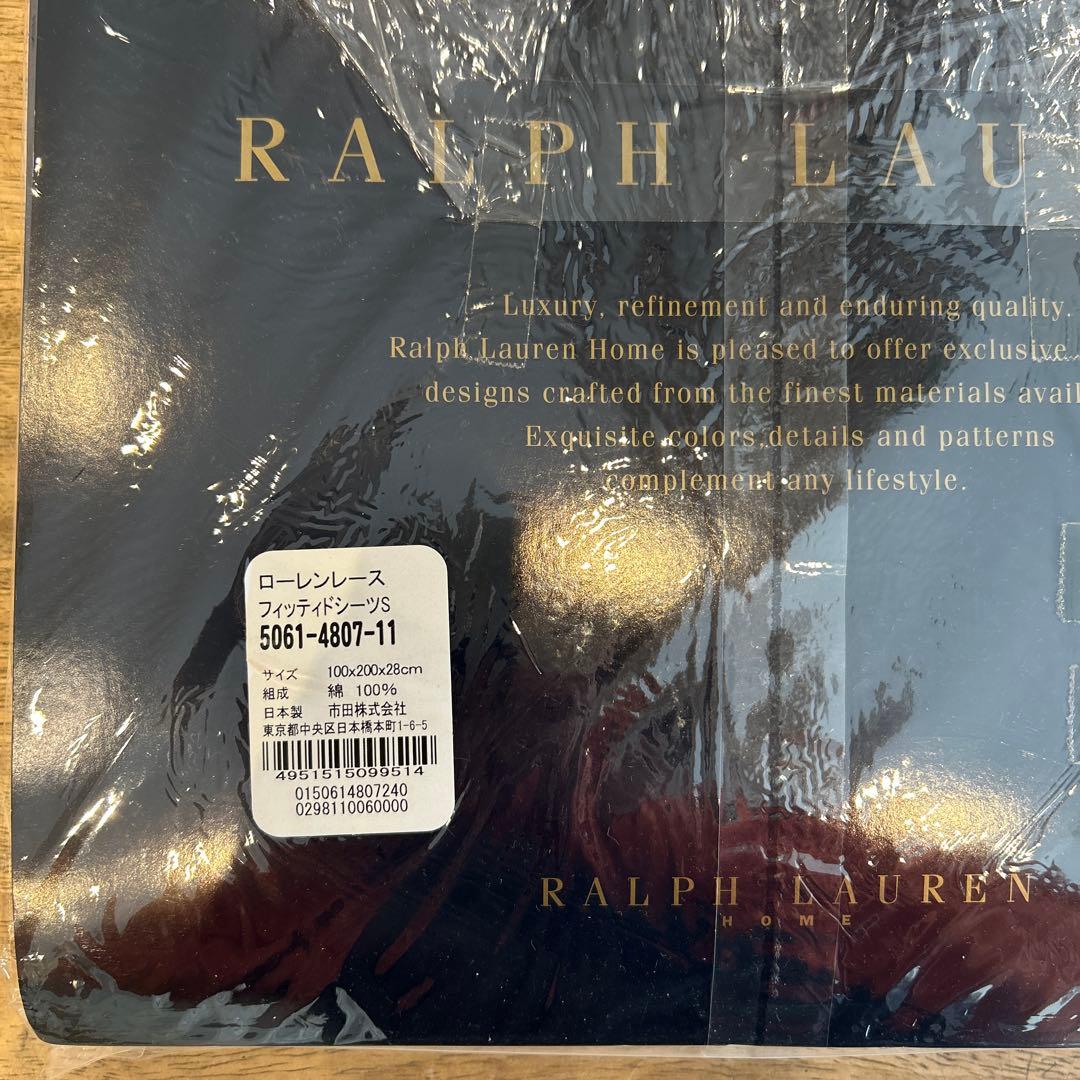 RALPH LAU
Luxury, refinement and enduring quality.
Ralph Lauren Home is pleased to offer exclusive
designs crafted from the finest materials avail
Exquisite colors,details and patterns
complement any lifestyle.
ローレンレース
フィッティドシーツS
5061-4807-11
サイズ 100x200x28cm
組成 綿 100%
日本製 市田株式会社
東京都中央区日本橋本町1-6-5
4951515099514
0150614807240
0298110060000
RALPH LAUREN
HOME